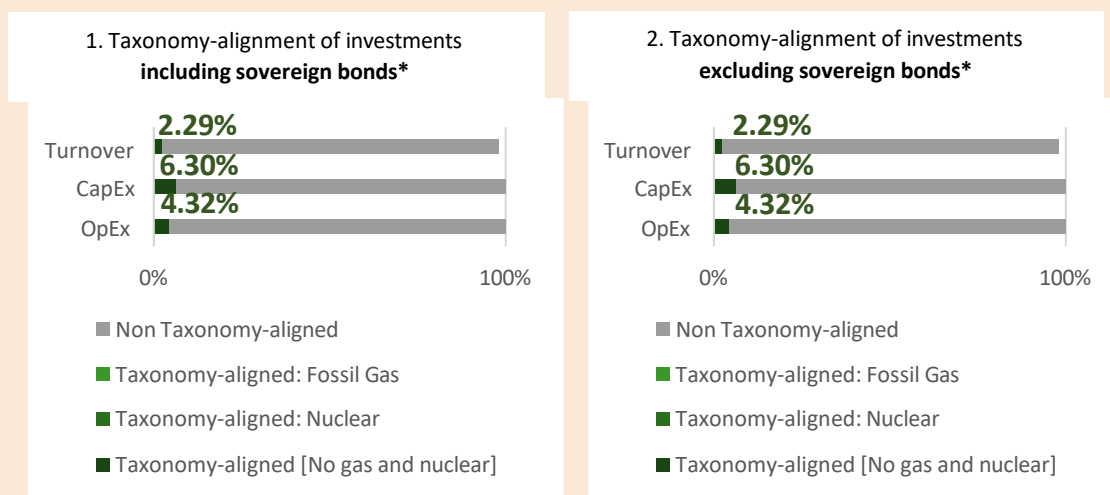 1. Taxonomy-alignment of investments
including sovereign bonds*
2.29%
Turnover
6.30%
CapEx
4.32%
OpEx
0%
100%
Non Taxonomy-aligned
Taxonomy-aligned: Fossil Gas
Taxonomy-aligned: Nuclear
Taxonomy-aligned [No gas and nuclear]
2. Taxonomy-alignment of investments
excluding sovereign bonds*
2.29%
Turnover
6.30%
CapEx
4.32%
OpEx
0%
100%
Non Taxonomy-aligned
Taxonomy-aligned: Fossil Gas
Taxonomy-aligned: Nuclear
Taxonomy-aligned [No gas and nuclear]